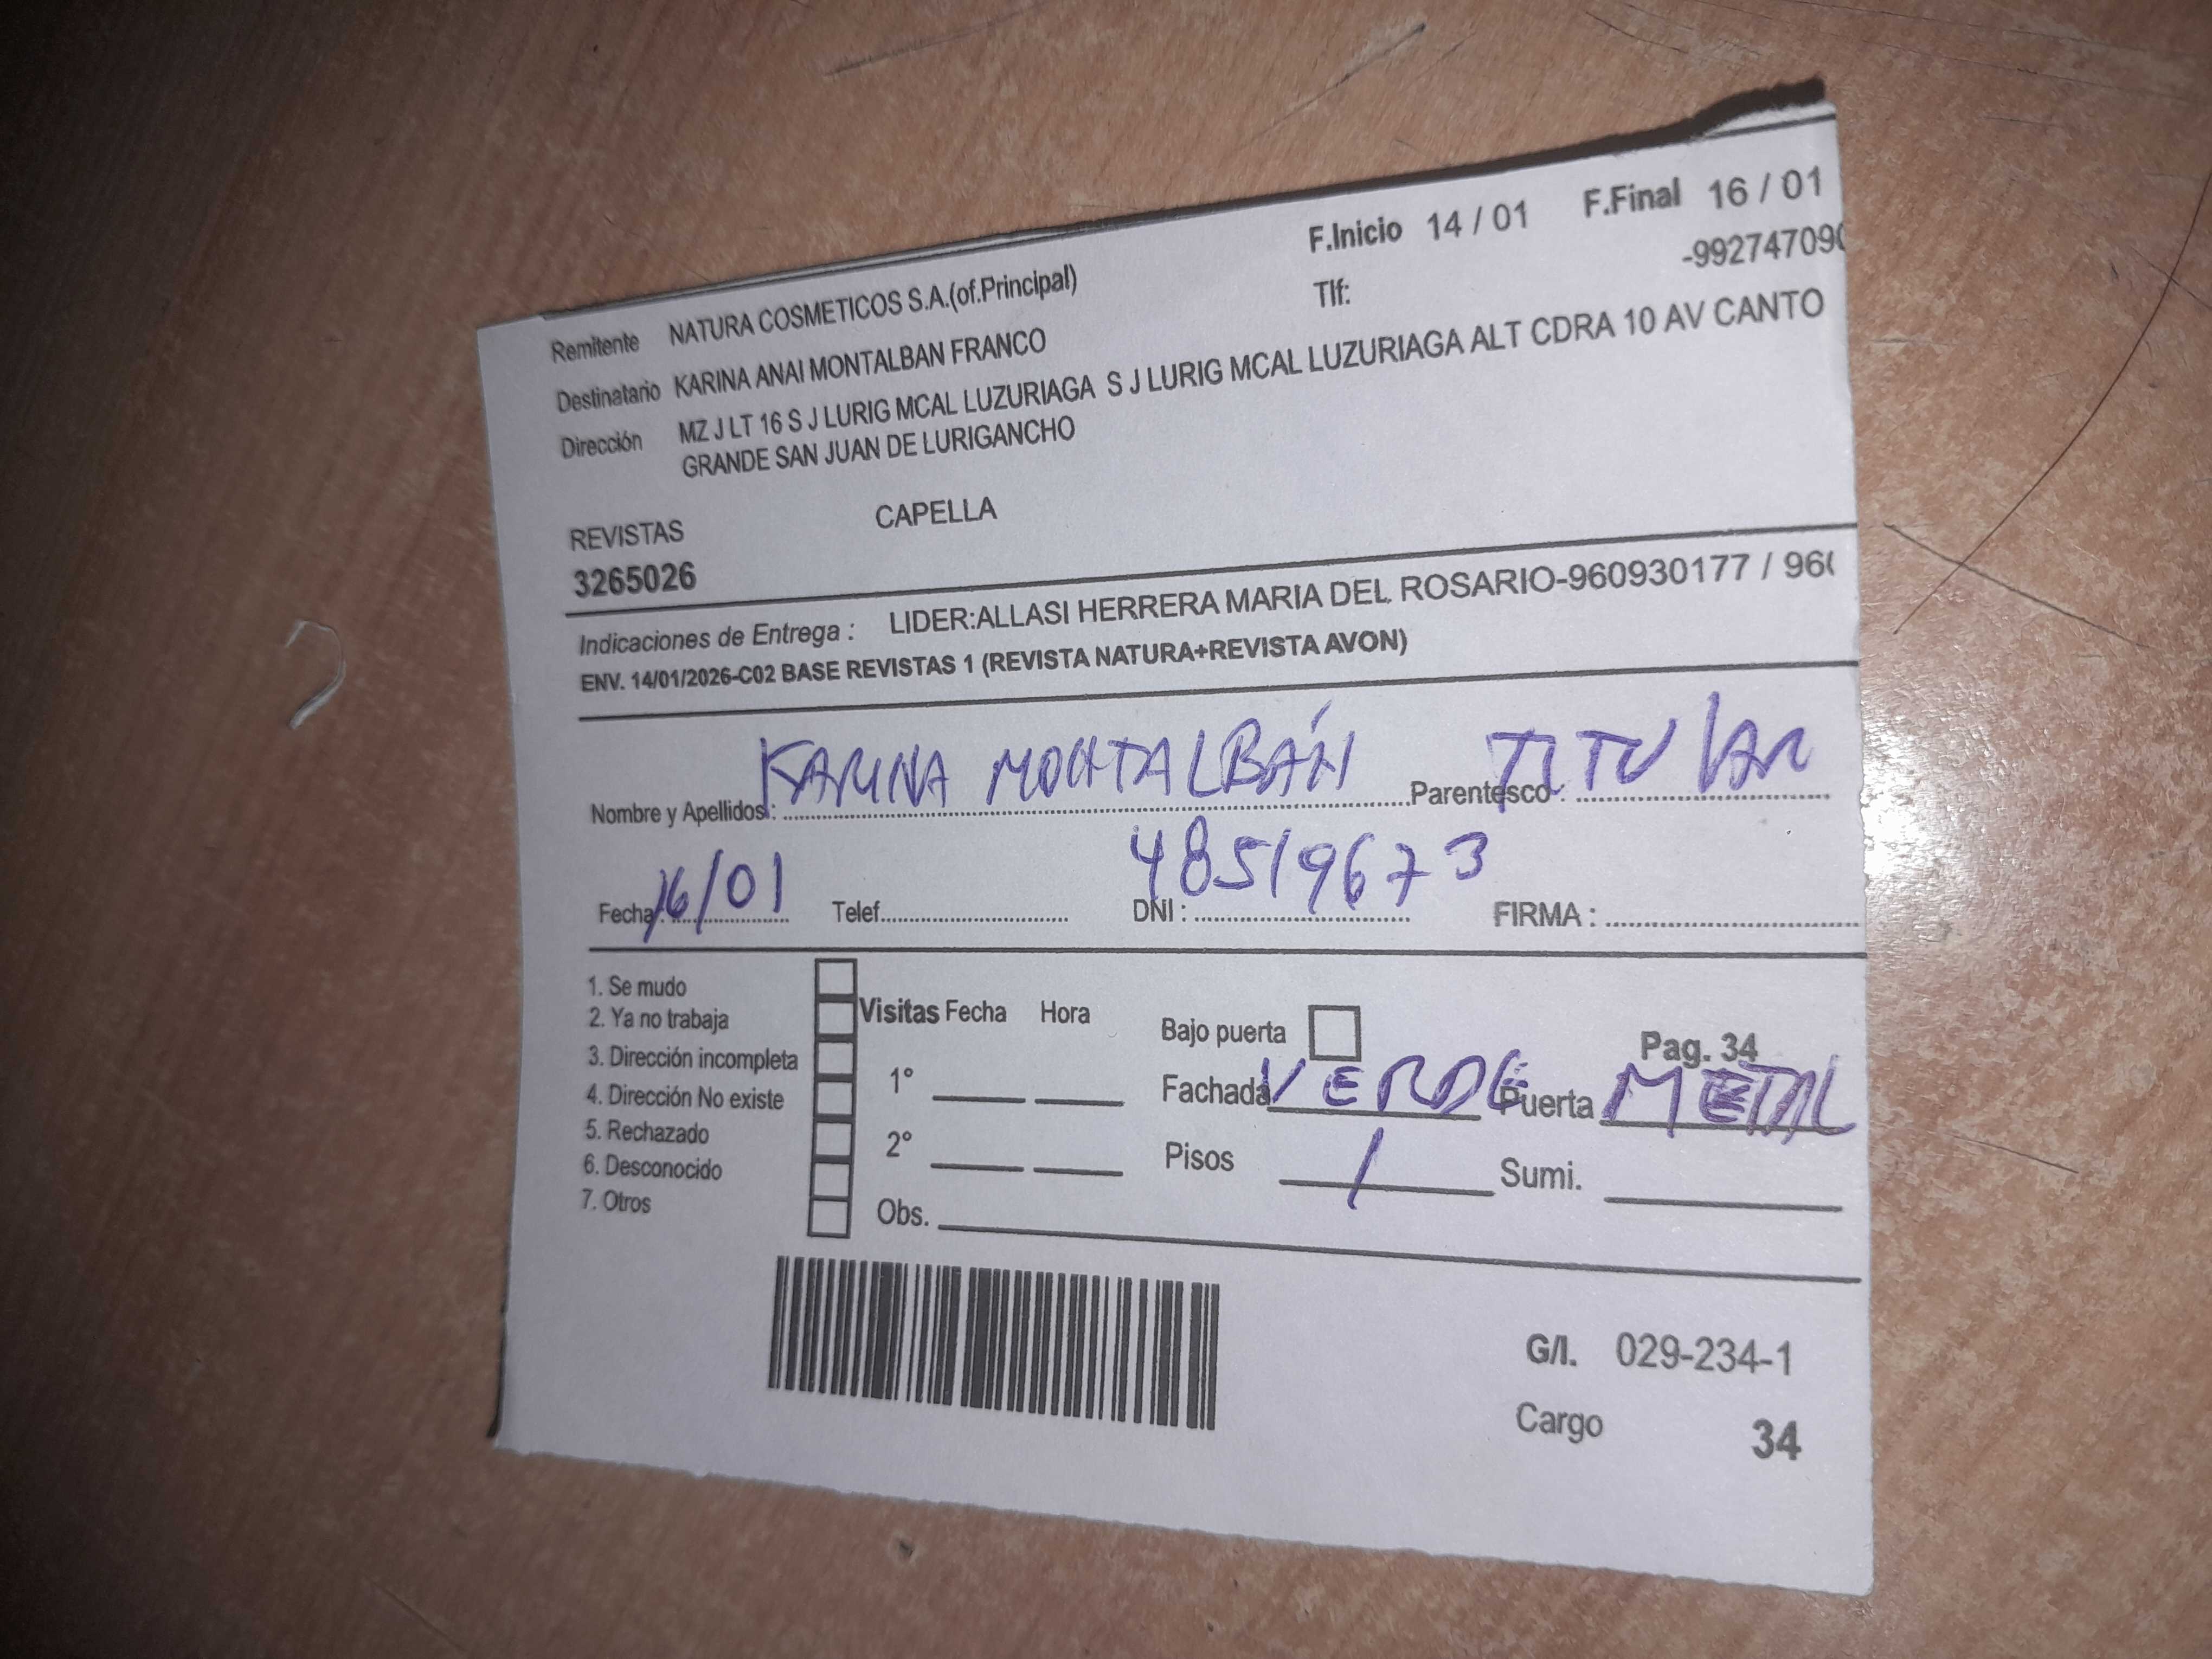 F.Inicio 14 / 01 F.Final 16 / 01
Remitente NATURA COSMETICOS S.A.(of.Principal) Tlf: -992747090
Destinatario KARINA ANAI MONTALBAN FRANCO
Dirección MZ J LT 16 S J LURIG MCAL LUZURIAGA S J LURIG MCAL LUZURIAGA ALT CDRA 10 AV CANTO
GRANDE SAN JUAN DE LURIGANCHO
REVISTAS CAPELLA
3265026
Indicaciones de Entrega : LIDER:ALLASI HERRERA MARIA DEL ROSARIO-960930177 / 96
ENV. 14/01/2026-C02 BASE REVISTAS 1 (REVISTA NATURA+REVISTA AVON)
Nombre y Apellidos : KARINA MONTALBÁN Parentesco : TITULAR
Fecha : 16/01 Telef. DNI : 48519673 FIRMA :
1. Se mudo
2. Ya no trabaja
3. Dirección incompleta
4. Dirección No existe
5. Rechazado
6. Desconocido
7. Otros
Visitas Fecha Hora
1°
2°
Obs.
Bajo puerta Pag. 34
Fachada VERDE Puerta METAL
Pisos 1 Sumi.
G/I. 029-234-1
Cargo 34